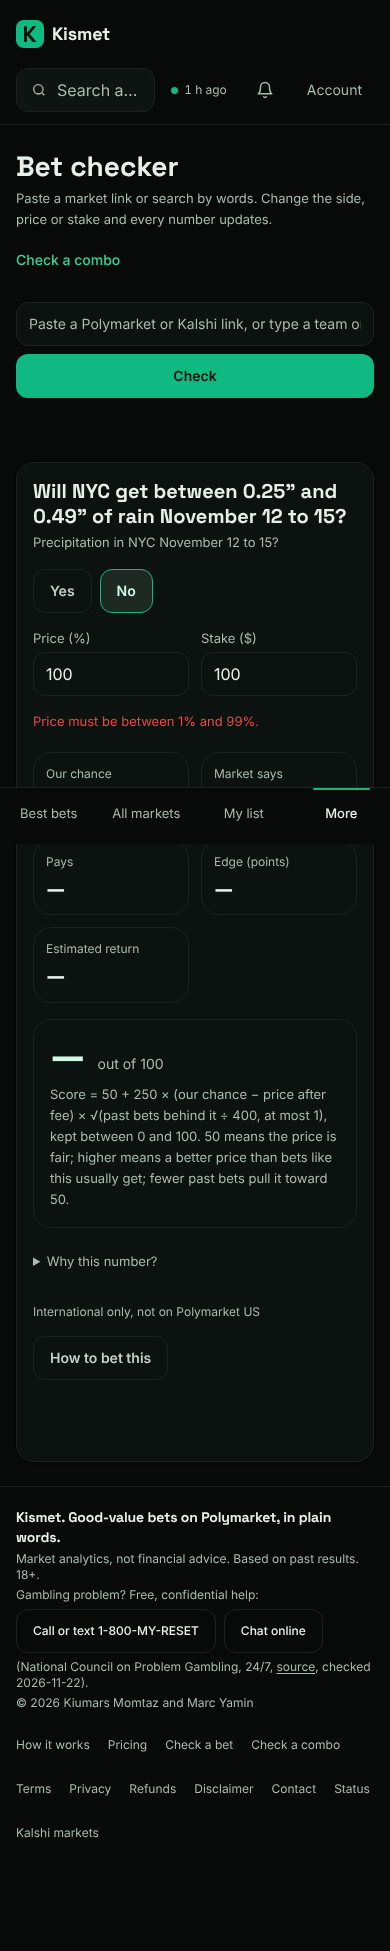 Kismet
Search a...
1 h ago
Account
Bet checker
Paste a market link or search by words. Change the side,
price or stake and every number updates.
Check a combo
Paste a Polymarket or Kalshi link, or type a team o
Check
Will NYC get between 0.25" and
0.49" of rain November 12 to 15?
Precipitation in NYC November 12 to 15?
Yes
No
Price (%)
Stake ($)
100
100
Price must be between 1% and 99%.
Our chance
Market says
Best bets
All markets
My list
More
Pays
Edge (points)
—
—
Estimated return
—
— out of 100
Score = 50 + 250 × (our chance − price after
fee) × √(past bets behind it ÷ 400, at most 1),
kept between 0 and 100. 50 means the price is
fair; higher means a better price than bets like
this usually get; fewer past bets pull it toward
50.
Why this number?
International only, not on Polymarket US
How to bet this
Kismet. Good-value bets on Polymarket, in plain
words.
Market analytics, not financial advice. Based on past results.
18+.
Gambling problem? Free, confidential help:
Call or text 1-800-MY-RESET
Chat online
(National Council on Problem Gambling, 24/7, source, checked
2026-11-22).
© 2026 Kiumars Momtaz and Marc Yamin
How it works
Pricing
Check a bet
Check a combo
Terms
Privacy
Refunds
Disclaimer
Contact
Status
Kalshi markets